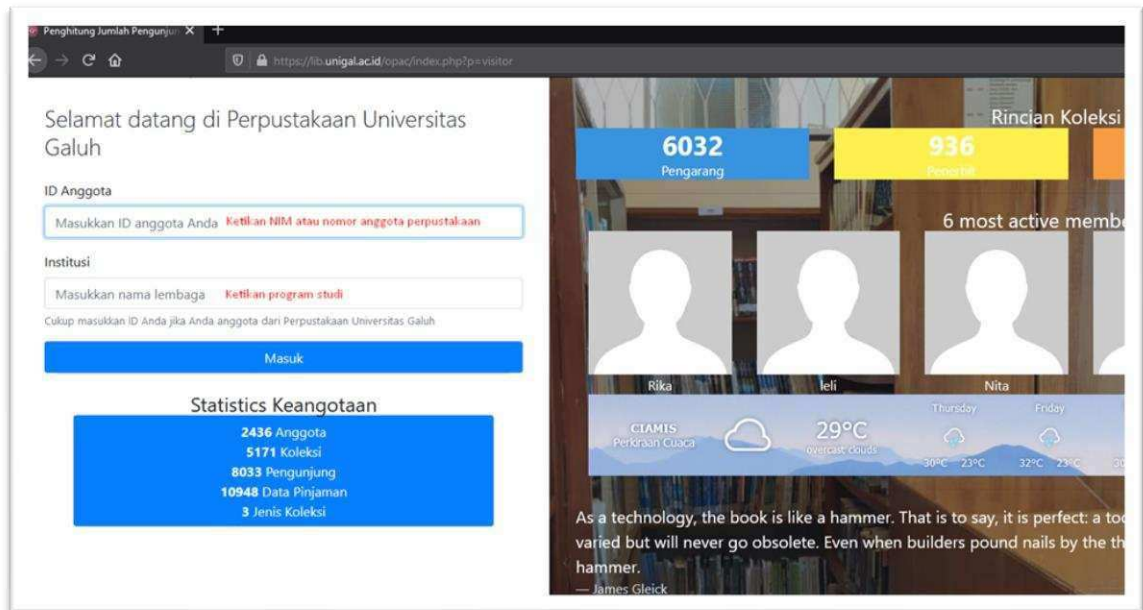 Penghitung Jumlah Pengunjun
https://lib.unigal.ac.id/opac/index.php?p=visitor
Selamat datang di Perpustakaan Universitas
Galuh
ID Anggota
Masukkan ID anggota Anda Ketikan NIM atau nomor anggota perpustakaan
Institusi
Masukkan nama lembaga Ketikan program studi
Cukup masukkan ID Anda jika Anda anggota dari Perpustakaan Universitas Galuh
Masuk
Statistics Keangotaan
2436 Anggota
5171 Koleksi
8033 Pengunjung
10948 Data Pinjaman
3 Jenis Koleksi
Rincian Koleksi
6032
Pengarang
936
Penerbit
6 most active membe
Rika
leli
Nita
CIAMIS
Perkiraan Cuaca
29°C
overcast clouds
Thursday
30°C 23°C
Friday
32°C 23°C
As a technology, the book is like a hammer. That is to say, it is perfect: a too
varied but will never go obsolete. Even when builders pound nails by the th
hammer.
— James Gleick